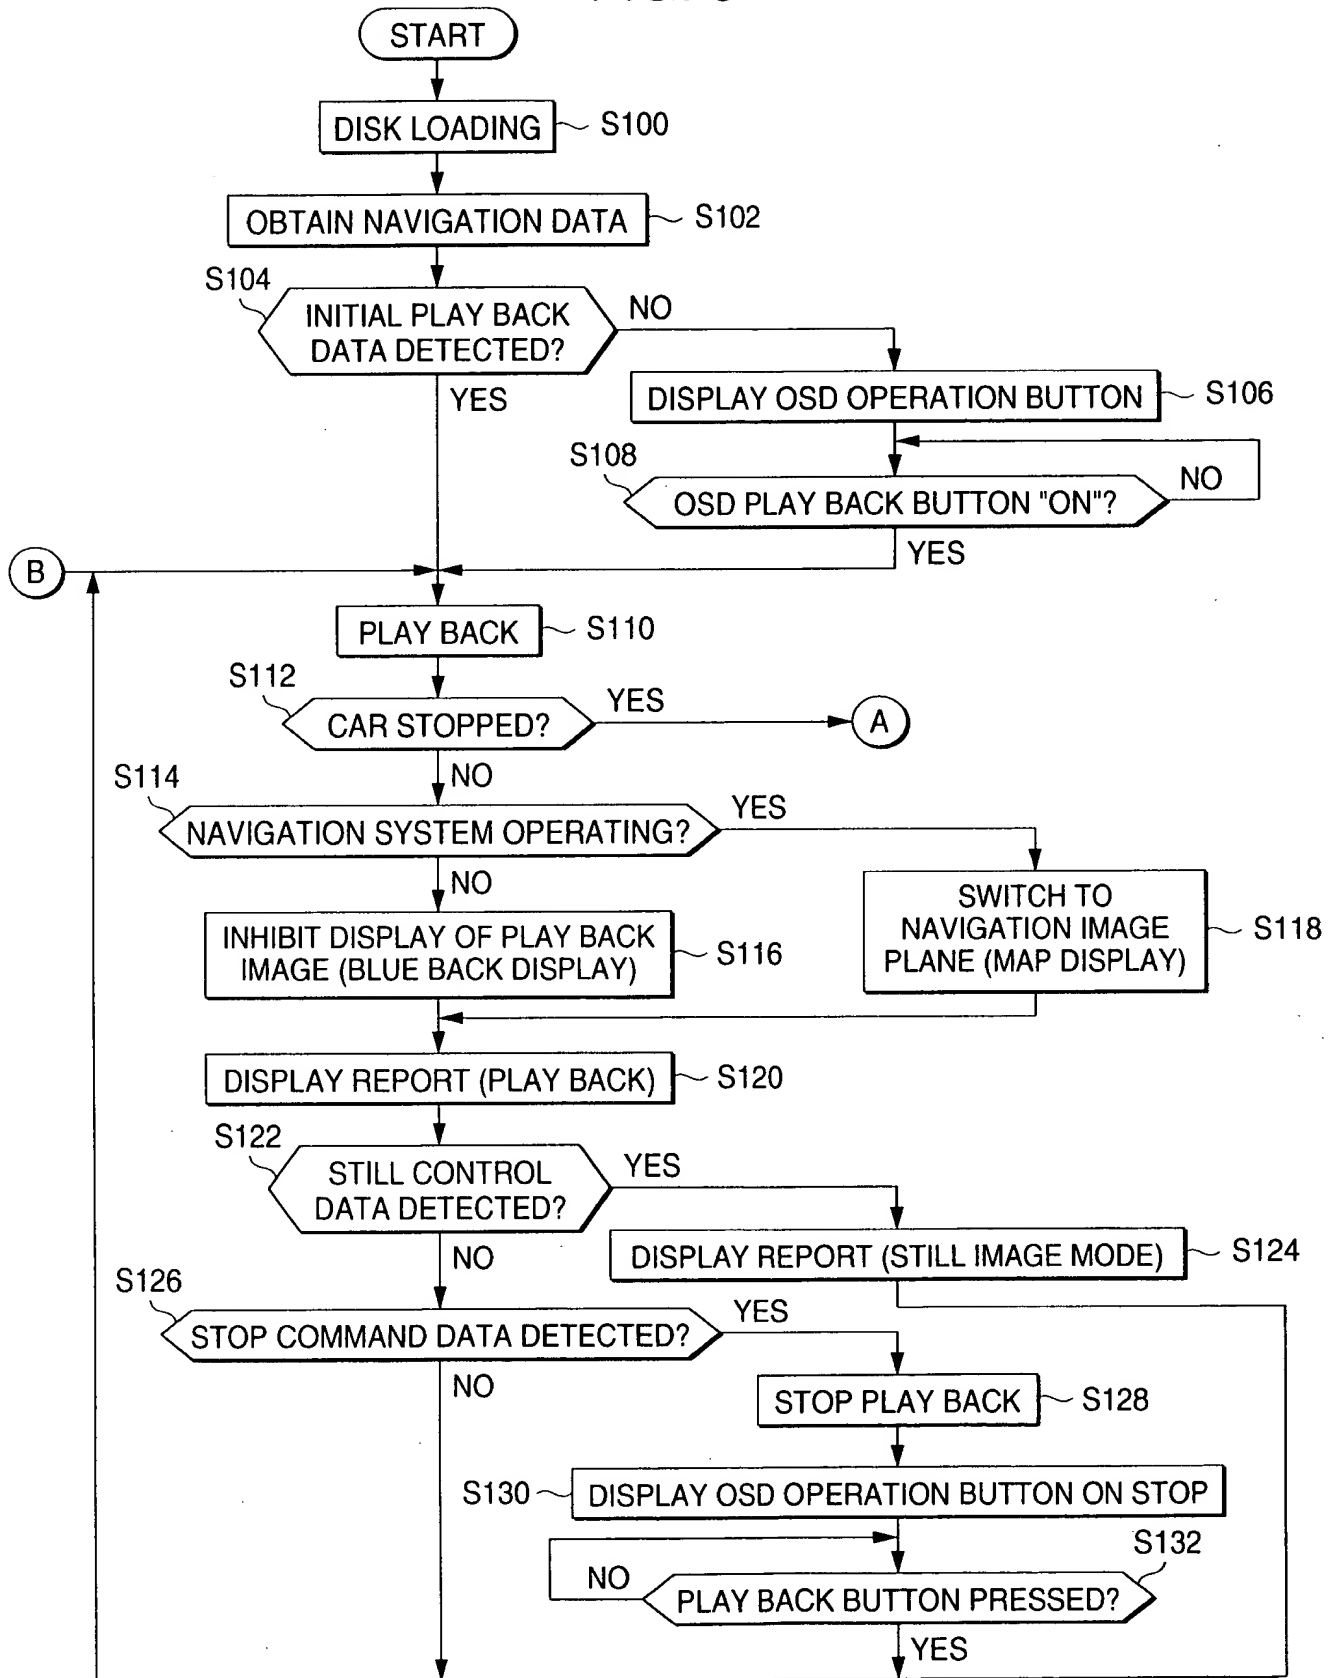 START
DISK LOADING
S100
OBTAIN NAVIGATION DATA
S102
S104
INITIAL PLAY BACK
DATA DETECTED?
NO
YES
DISPLAY OSD OPERATION BUTTON
S106
S108
OSD PLAY BACK BUTTON "ON"?
NO
YES
B
PLAY BACK
S110
S112
CAR STOPPED?
YES
A
NO
S114
NAVIGATION SYSTEM OPERATING?
YES
NO
INHIBIT DISPLAY OF PLAY BACK
IMAGE (BLUE BACK DISPLAY)
S116
SWITCH TO
NAVIGATION IMAGE
PLANE (MAP DISPLAY)
S118
DISPLAY REPORT (PLAY BACK)
S120
S122
STILL CONTROL
DATA DETECTED?
YES
NO
DISPLAY REPORT (STILL IMAGE MODE)
S124
S126
STOP COMMAND DATA DETECTED?
YES
NO
STOP PLAY BACK
S128
S130
DISPLAY OSD OPERATION BUTTON ON STOP
S132
NO
PLAY BACK BUTTON PRESSED?
YES